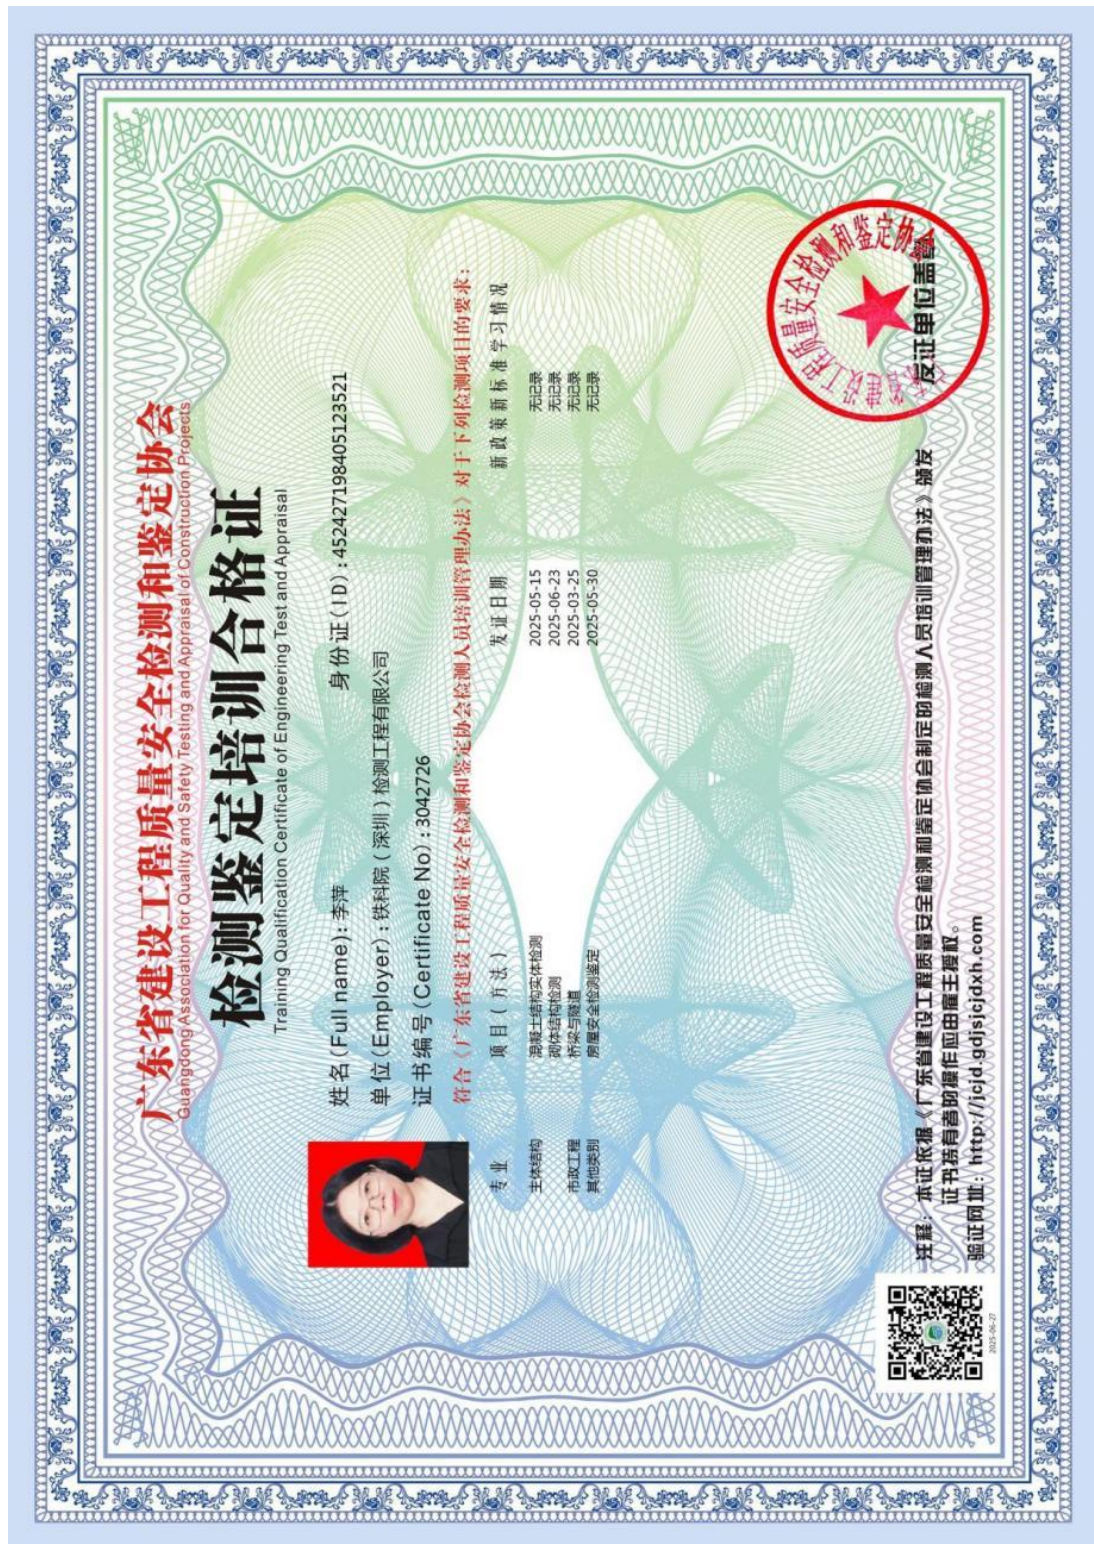 广东省建设工程质量安全检测和鉴定协会
Guangdong Association for Quality and Safety Testing and Appraisal of Construction Projects
检测鉴定培训合格证
Training Qualification Certificate of Engineering Test and Appraisal
姓名(Full name): 李萍 身份证(ID): 452427198405123521
单位(Employer): 铁科院(深圳)检测工程有限公司
证书编号(Certificate No): 3042726
符合《广东省建设工程质量安全检测和鉴定协会检测人员培训管理办法》对于下列检测项目的要求:
专业 项目(方法) 发证日期 新政策新标准学习情况
主体结构 混凝土结构实体检测 2025-05-15 无记录
砌体结构检测 2025-06-23 无记录
市政工程 桥梁与隧道 2025-03-25 无记录
其他类别 房屋安全检测鉴定 2025-05-30 无记录
注释: 本证依据《广东省建设工程质量安全检测和鉴定协会制定的检测人员培训管理办法》颁发
证书持有者的操作应由雇主授权。
验证网址: http://jcjd.gdjsjcjdxh.com
发证单位盖章
广东省建设工程质量安全检测和鉴定协会
2025-06-27